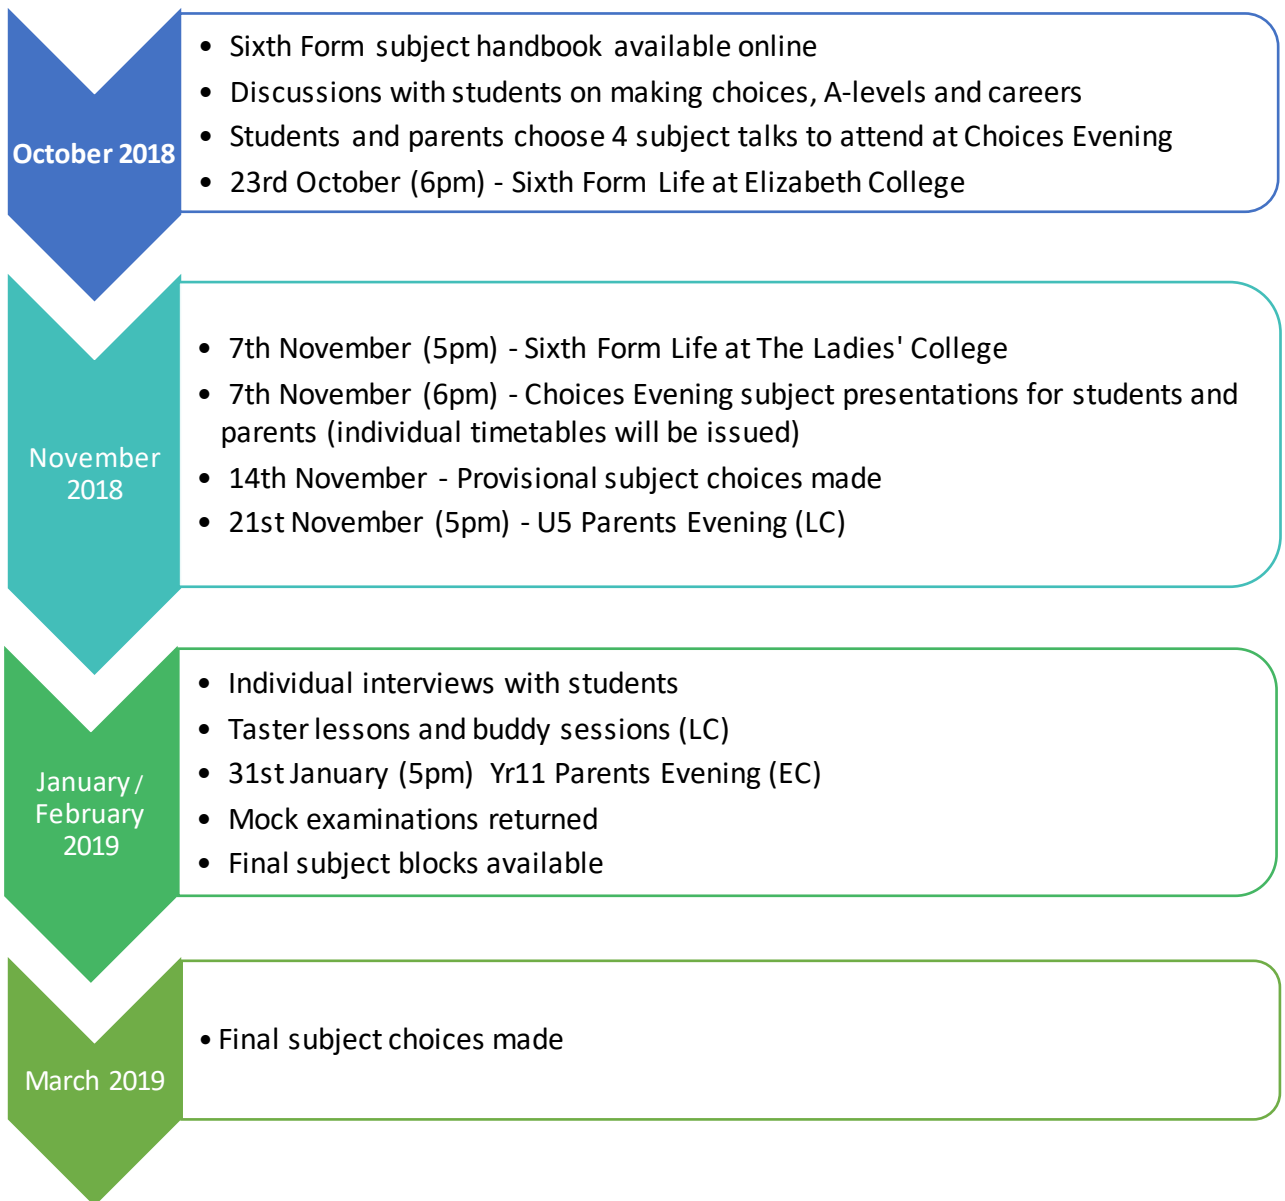 October 2018
• Sixth Form subject handbook available online
• Discussions with students on making choices, A-levels and careers
• Students and parents choose 4 subject talks to attend at Choices Evening
• 23rd October (6pm) - Sixth Form Life at Elizabeth College
November
2018
• 7th November (5pm) - Sixth Form Life at The Ladies' College
• 7th November (6pm) - Choices Evening subject presentations for students and
parents (individual timetables will be issued)
• 14th November - Provisional subject choices made
• 21st November (5pm) - U5 Parents Evening (LC)
January /
February
2019
• Individual interviews with students
• Taster lessons and buddy sessions (LC)
• 31st January (5pm) Yr11 Parents Evening (EC)
• Mock examinations returned
• Final subject blocks available
March 2019
• Final subject choices made